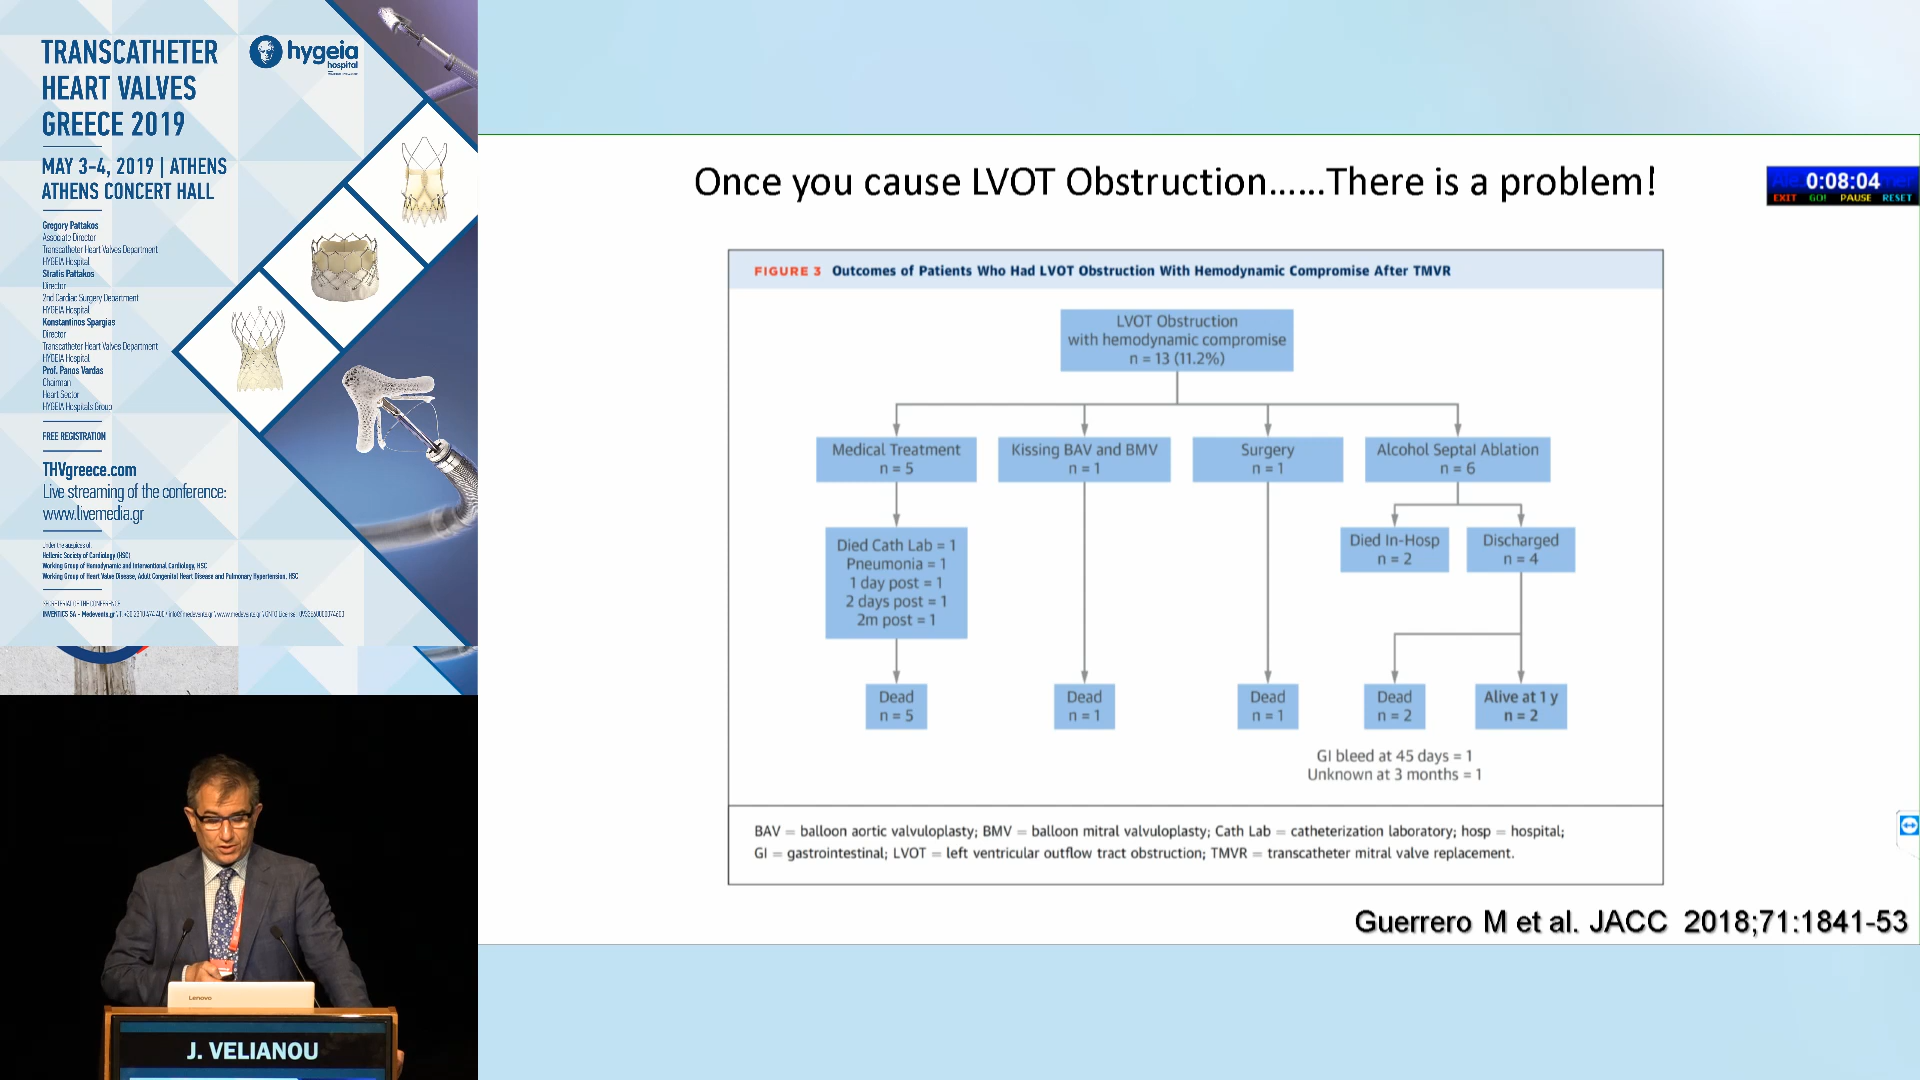 TRANSCATHETER
HEART VALVES
GREECE 2019
hygeia
hospital
MAY 3-4, 2019 | ATHENS
ATHENS CONCERT HALL
Gregory Pattakos
Associate Director
Transcatheter Heart Valves Department
HYGEIA Hospital
Stratis Pattakos
Director
2nd Cardiac Surgery Department
HYGEIA Hospital
Konstantinos Spargias
Director
Transcatheter Heart Valves Department
HYGEIA Hospital
Prof. Panos Vardas
Chairman
Heart Sector
HYGEIA Hospitals Group
FREE REGISTRATION
THVgreece.com
Live streaming of the conference:
www.livemedia.gr
Under the auspices of:
Hellenic Society of Cardiology (HSC)
Working Group of Hemodynamic and Interventional Cardiology, HSC
Working Group of Heart Valve Disease, Adult Congenital Heart Disease and Pulmonary Hypertension, HSC
Lenovo
J. VELIANOU
Once you cause LVOT Obstruction......There is a problem!
0:08:04
EXIT GO! PAUSE RESET
FIGURE 3 Outcomes of Patients Who Had LVOT Obstruction With Hemodynamic Compromise After TMVR
LVOT Obstruction
with hemodynamic compromise
n = 13 (11.2%)
Medical Treatment
n = 5
Kissing BAV and BMV
n = 1
Surgery
n = 1
Alcohol Septal Ablation
n = 6
Died Cath Lab = 1
Pneumonia = 1
1 day post = 1
2 days post = 1
2m post = 1
Died In-Hosp
n = 2
Discharged
n = 4
Dead
n = 5
Dead
n = 1
Dead
n = 1
Dead
n = 2
Alive at 1 y
n = 2
GI bleed at 45 days = 1
Unknown at 3 months = 1
BAV = balloon aortic valvuloplasty; BMV = balloon mitral valvuloplasty; Cath Lab = catheterization laboratory; hosp = hospital;
GI = gastrointestinal; LVOT = left ventricular outflow tract obstruction; TMVR = transcatheter mitral valve replacement.
Guerrero M et al. JACC 2018;71:1841-53